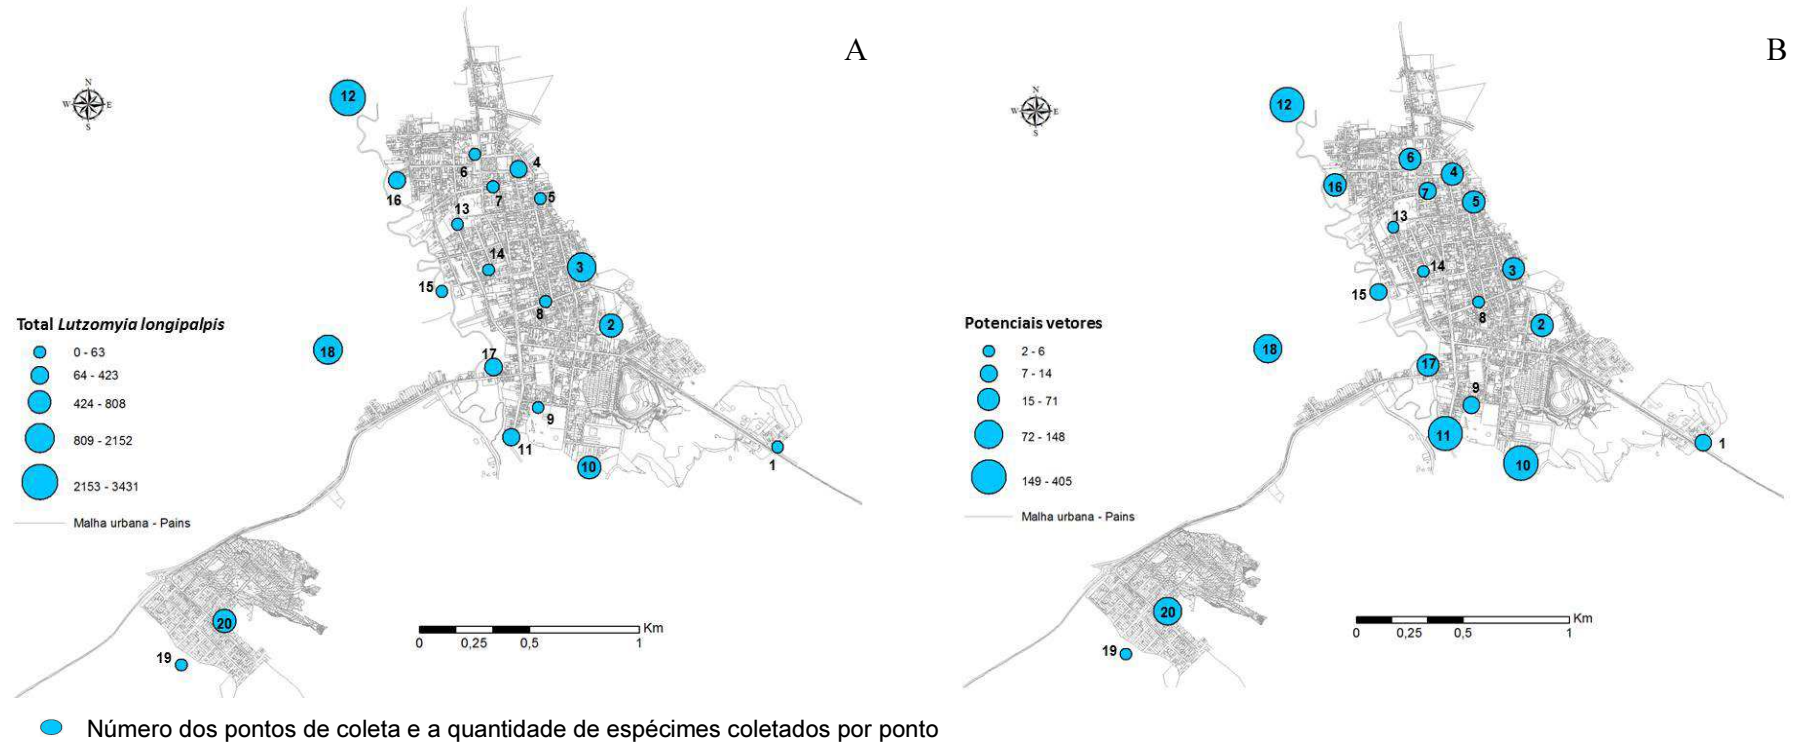 A
N
W E
S
12
4
6
16
7
5
13
14
3
15
8
2
18
17
9
11
10
1
20
19
Total Lutzomyia longipalpis
0 - 63
64 - 423
424 - 808
809 - 2152
2153 - 3431
Malha urbana - Pains
Km
0 0,25 0,5 1
B
N
W E
S
12
6
4
16
7
5
13
14
3
15
8
2
18
17
9
11
10
1
20
19
Potenciais vetores
2 - 6
7 - 14
15 - 71
72 - 148
149 - 405
Malha urbana - Pains
Km
0 0,25 0,5 1
Número dos pontos de coleta e a quantidade de espécimes coletados por ponto